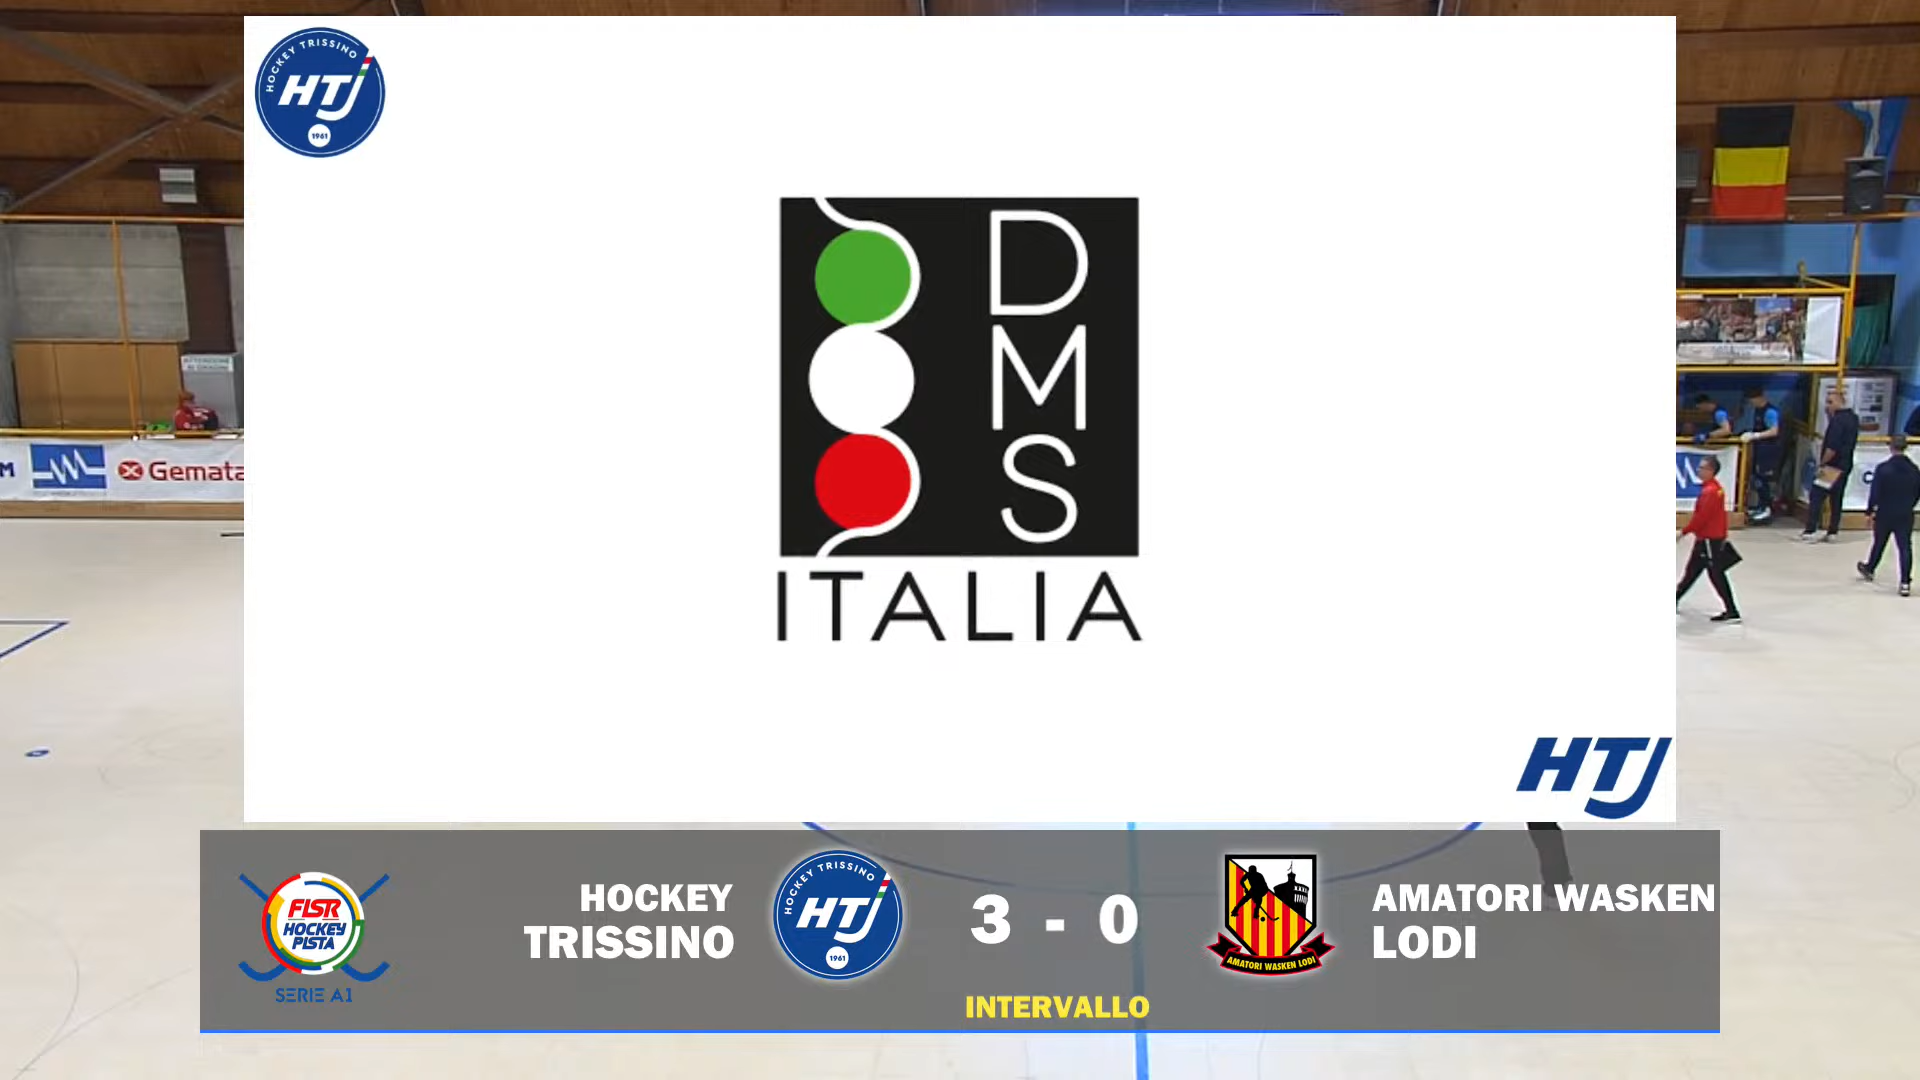 HOCKEY TRISSINO
HTJ
1961
D
M
S
ITALIA
M
Gemata
HTJ
FISR
HOCKEY
PISTA
SERIE A1
HOCKEY
TRISSINO
HOCKEY TRISSINO
HTJ
1961
3 - 0
INTERVALLO
AMATORI WASKEN LODI
AMATORI WASKEN
LODI